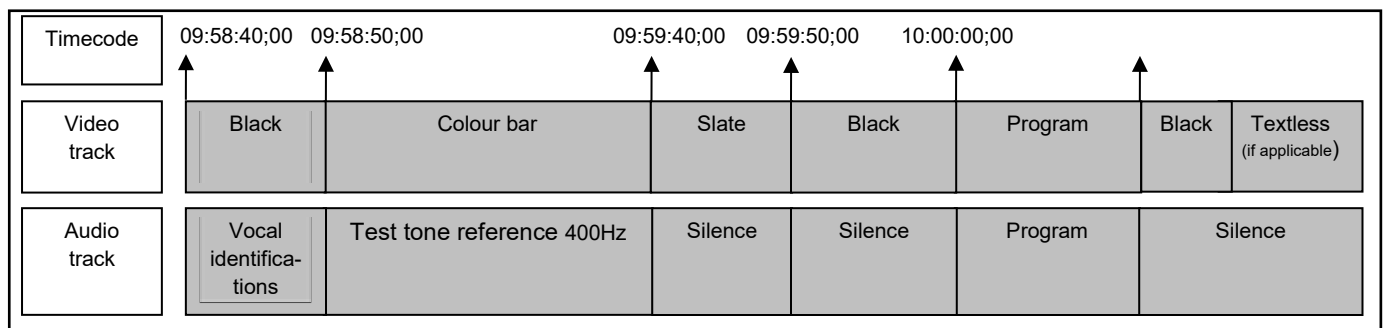 Timecode
09:58:40;00 09:58:50;00 09:59:40;00 09:59:50;00 10:00:00;00
Video
track
Black
Colour bar
Slate
Black
Program
Black
Textless
(if applicable)
Audio
track
Vocal
identifica-
tions
Test tone reference 400Hz
Silence
Silence
Program
Silence